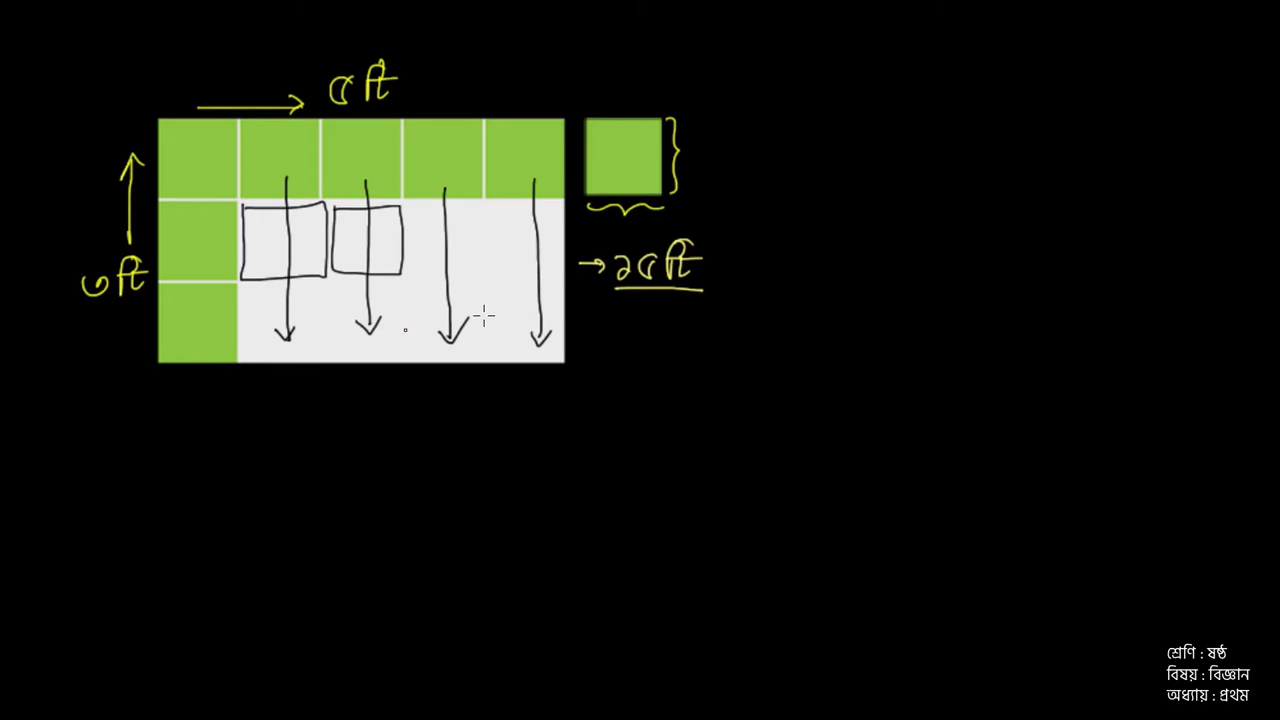 ৫ ft
৩ ft
→ ১৫ ft
শ্রেণি : ষষ্ঠ
বিষয় : বিজ্ঞান
অধ্যায় : প্রথম